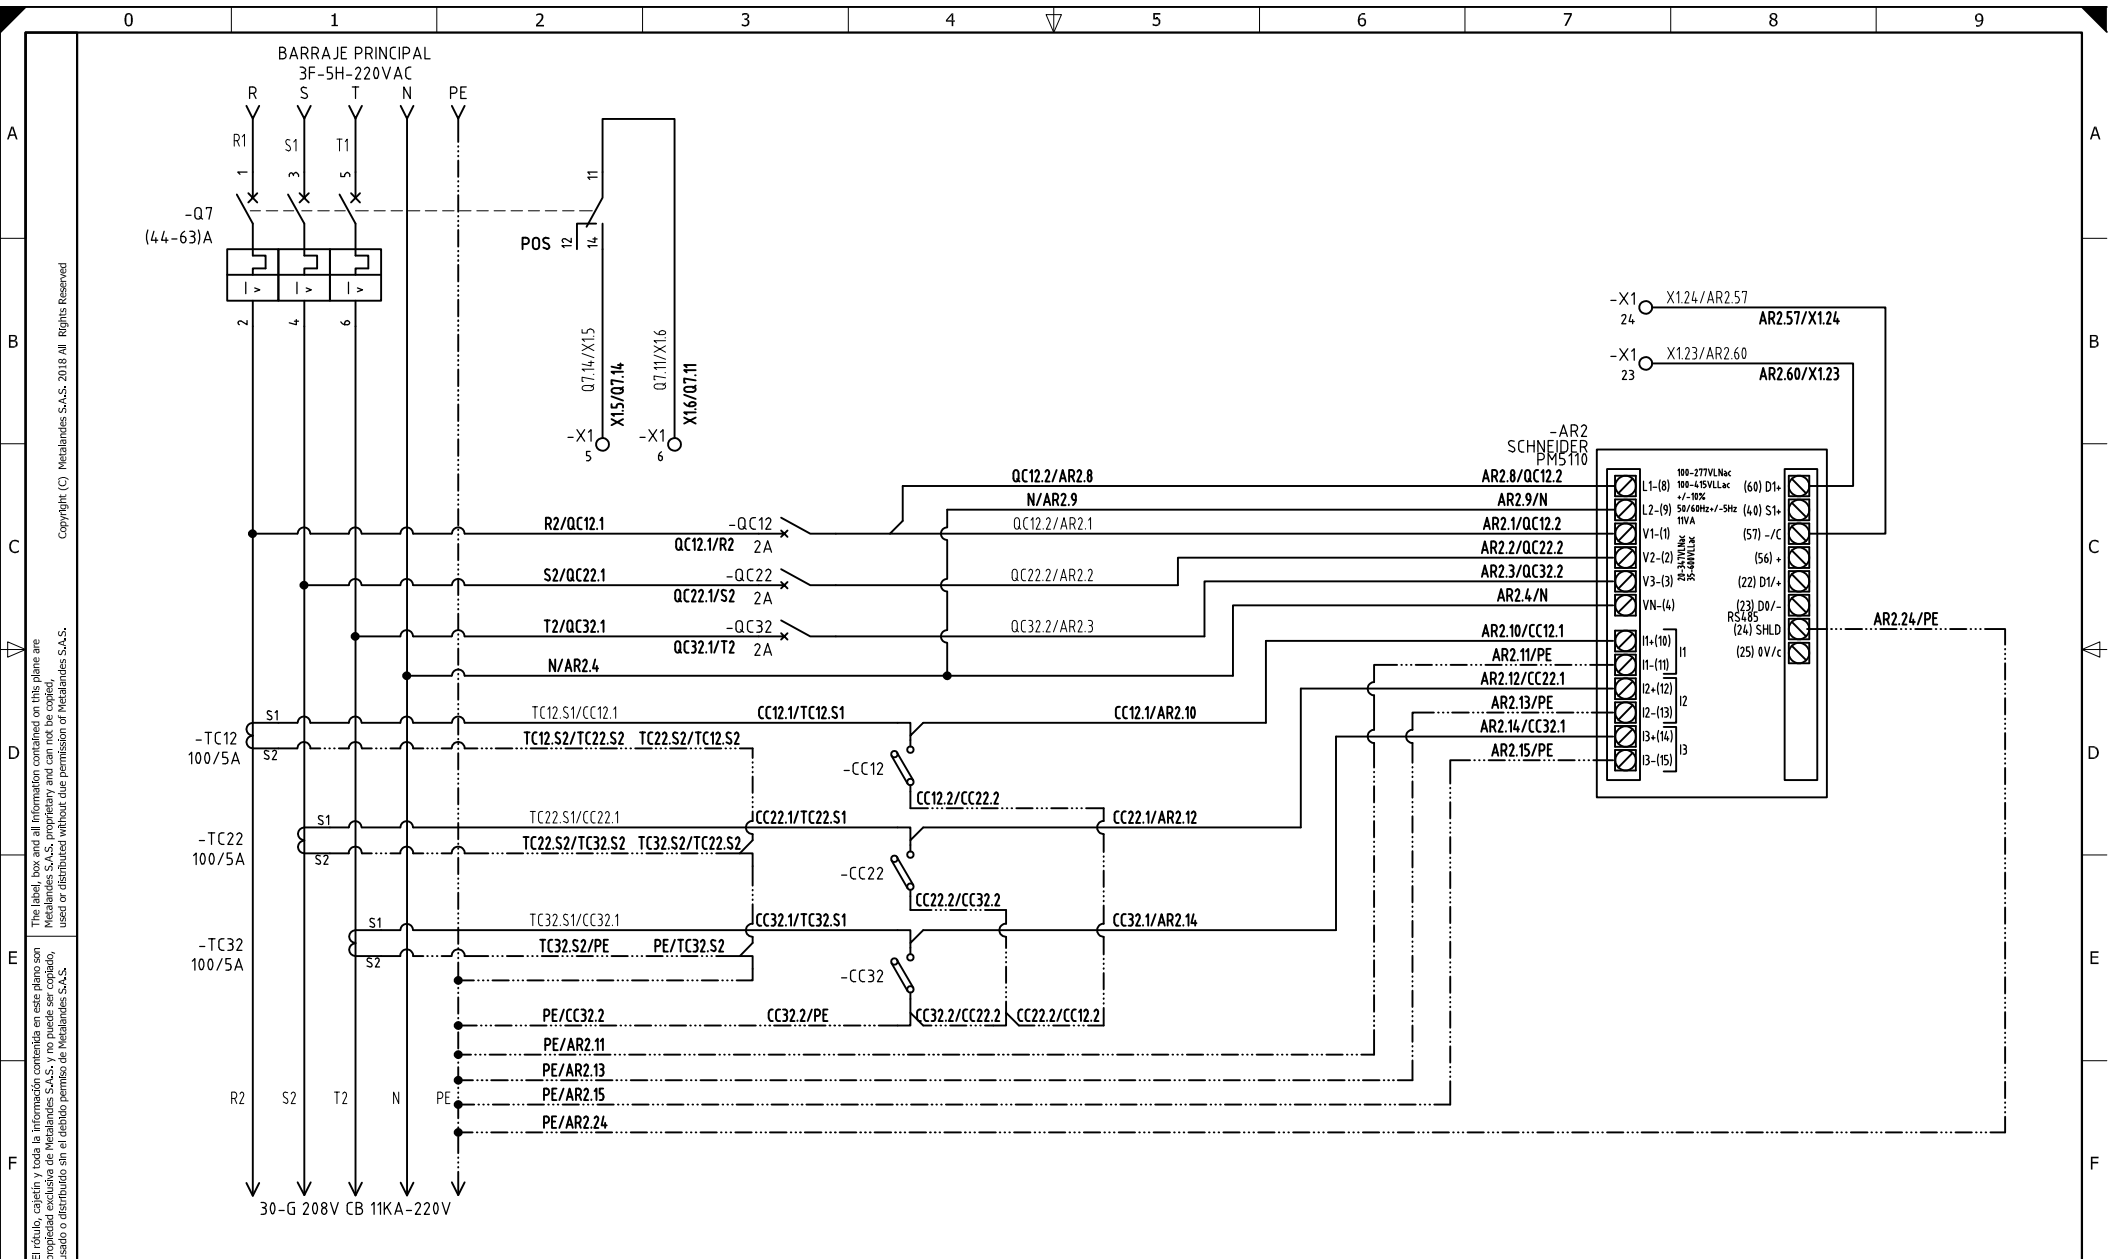 0 1 2 3 4 5 6 7 8 9
BARRAJE PRINCIPAL
3F-5H-220VAC
R S T N PE
A A
R1 S1 T1
1 3 5
11
-Q7
(44-63)A
POS 12 14
I > I > I >
2 4 6
B B
Q7.14/X1.5
X1.5/Q7.14
Q7.11/X1.6
X1.6/Q7.11
-X1
5
-X1
6
-X1
24
X1.24/AR2.57
AR2.57/X1.24
-X1
23
X1.23/AR2.60
AR2.60/X1.23
-AR2
SCHNEIDER
PM5110
C C
QC12.2/AR2.8 AR2.8/QC12.2
N/AR2.9 AR2.9/N
R2/QC12.1 -QC12 QC12.2/AR2.1 AR2.1/QC12.2
QC12.1/R2 2A
AR2.2/QC22.2
S2/QC22.1 -QC22 QC22.2/AR2.2 AR2.3/QC32.2
QC22.1/S2 2A
AR2.4/N
T2/QC32.1 -QC32 QC32.2/AR2.3
QC32.1/T2 2A
N/AR2.4
AR2.10/CC12.1
AR2.11/PE
AR2.12/CC22.1
AR2.13/PE
AR2.14/CC32.1
AR2.15/PE
L1-(8)
L2-(9)
V1-(1)
V2-(2)
V3-(3)
VN-(4)
I1+(10)
I1-(11)
I1
I2+(12)
I2-(13)
I2
I3+(14)
I3-(15)
I3
100-277VLNac
100-415VLLac
+/-10%
50/60Hz+/-5Hz
11VA
20-347VLNac
35-600VLLac
(60) D1+
(40) S1+
(57) -/C
(56) +
(22) D1/+
(23) D0/-
RS485
(24) SHLD
(25) 0V/c
AR2.24/PE
D D
-TC12
100/5A
S1
S2
TC12.S1/CC12.1 CC12.1/TC12.S1 CC12.1/AR2.10
TC12.S2/TC22.S2 TC22.S2/TC12.S2
-CC12
CC12.2/CC22.2
-TC22
100/5A
S1
S2
TC22.S1/CC22.1 CC22.1/TC22.S1 CC22.1/AR2.12
TC22.S2/TC32.S2 TC32.S2/TC22.S2
-CC22
CC22.2/CC32.2
E E
-TC32
100/5A
S1
S2
TC32.S1/CC32.1 CC32.1/TC32.S1 CC32.1/AR2.14
TC32.S2/PE PE/TC32.S2
-CC32
PE/CC32.2 CC32.2/PE CC32.2/CC22.2 CC22.2/CC12.2
PE/AR2.11
PE/AR2.13
PE/AR2.15
PE/AR2.24
R2 S2 T2 N PE
F F
30-G 208V CB 11KA-220V
Copyright (C) Metalandes S.A.S. 2018 All Rights Reserved
The label, box and all information contained on this plane are
Metalandes S.A.S. proprietary and can not be copied,
used or distributed without due permission of Metalandes S.A.S.
El rótulo, cajetín y toda la información contenida en este plano son
propiedad exclusiva de Metalandes S.A.S. y no puede ser copiado,
usado o distribuido sin el debido permiso de Metalandes S.A.S.